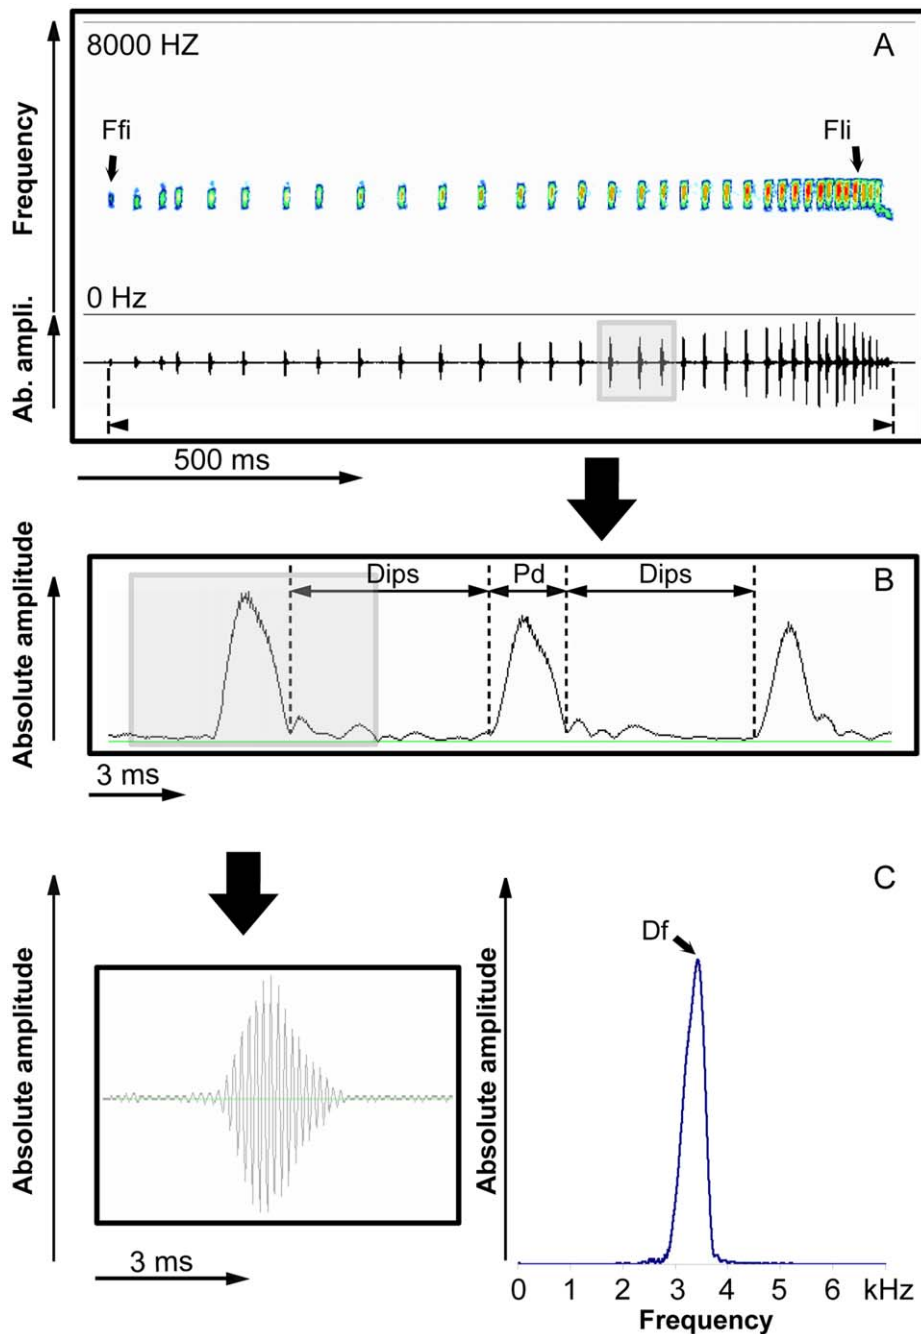 8000 HZ
A
Ffi
Fli
Frequency
0 Hz
Ab. ampli.
500 ms
B
Dips
Pd
Dips
Absolute amplitude
3 ms
C
Absolute amplitude
3 ms
Df
Absolute amplitude
0 1 2 3 4 5 6 kHz
Frequency